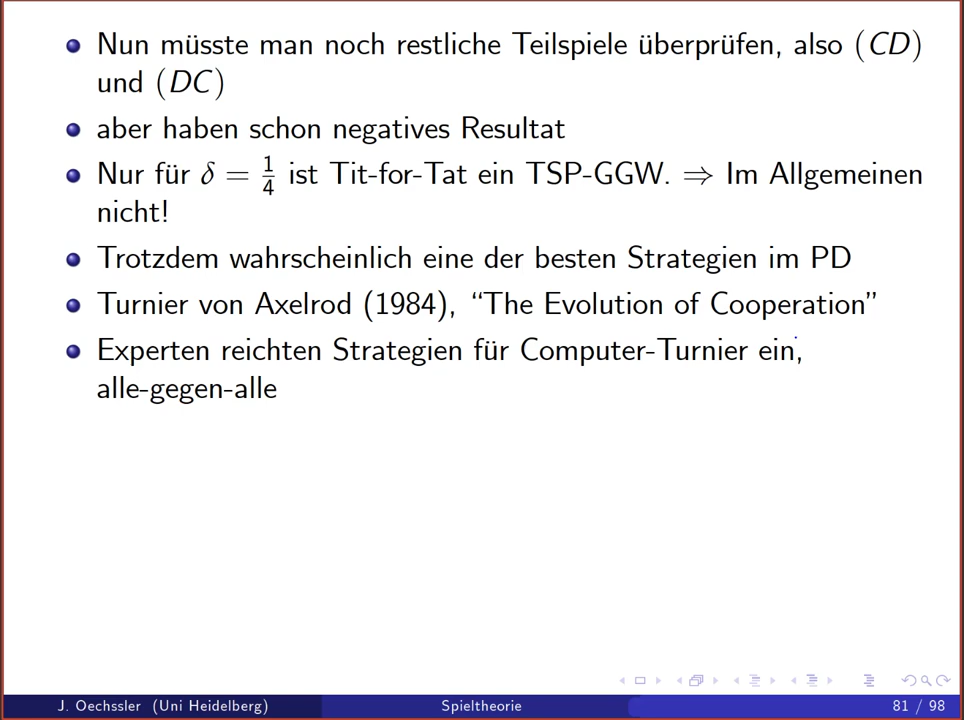 Nun müsste man noch restliche Teilspiele überprüfen, also (CD)
und (DC)
aber haben schon negatives Resultat
Nur für δ = 1/4 ist Tit-for-Tat ein TSP-GGW. ⇒ Im Allgemeinen
nicht!
Trotzdem wahrscheinlich eine der besten Strategien im PD
Turnier von Axelrod (1984), “The Evolution of Cooperation”
Experten reichten Strategien für Computer-Turnier ein,
alle-gegen-alle
J. Oechssler (Uni Heidelberg) Spieltheorie 81 / 98